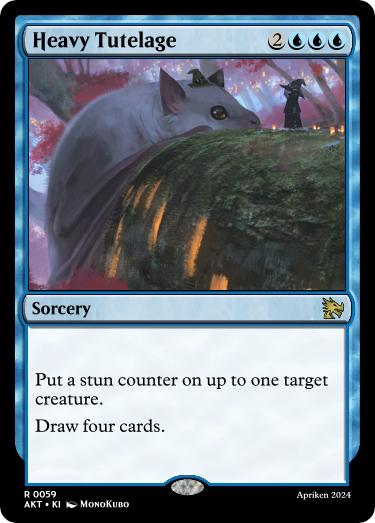 Heavy Tutelage 2
Sorcery
Put a stun counter on up to one target
creature.
Draw four cards.
R 0059
Apriken 2024
AKT • KI MonoKubo